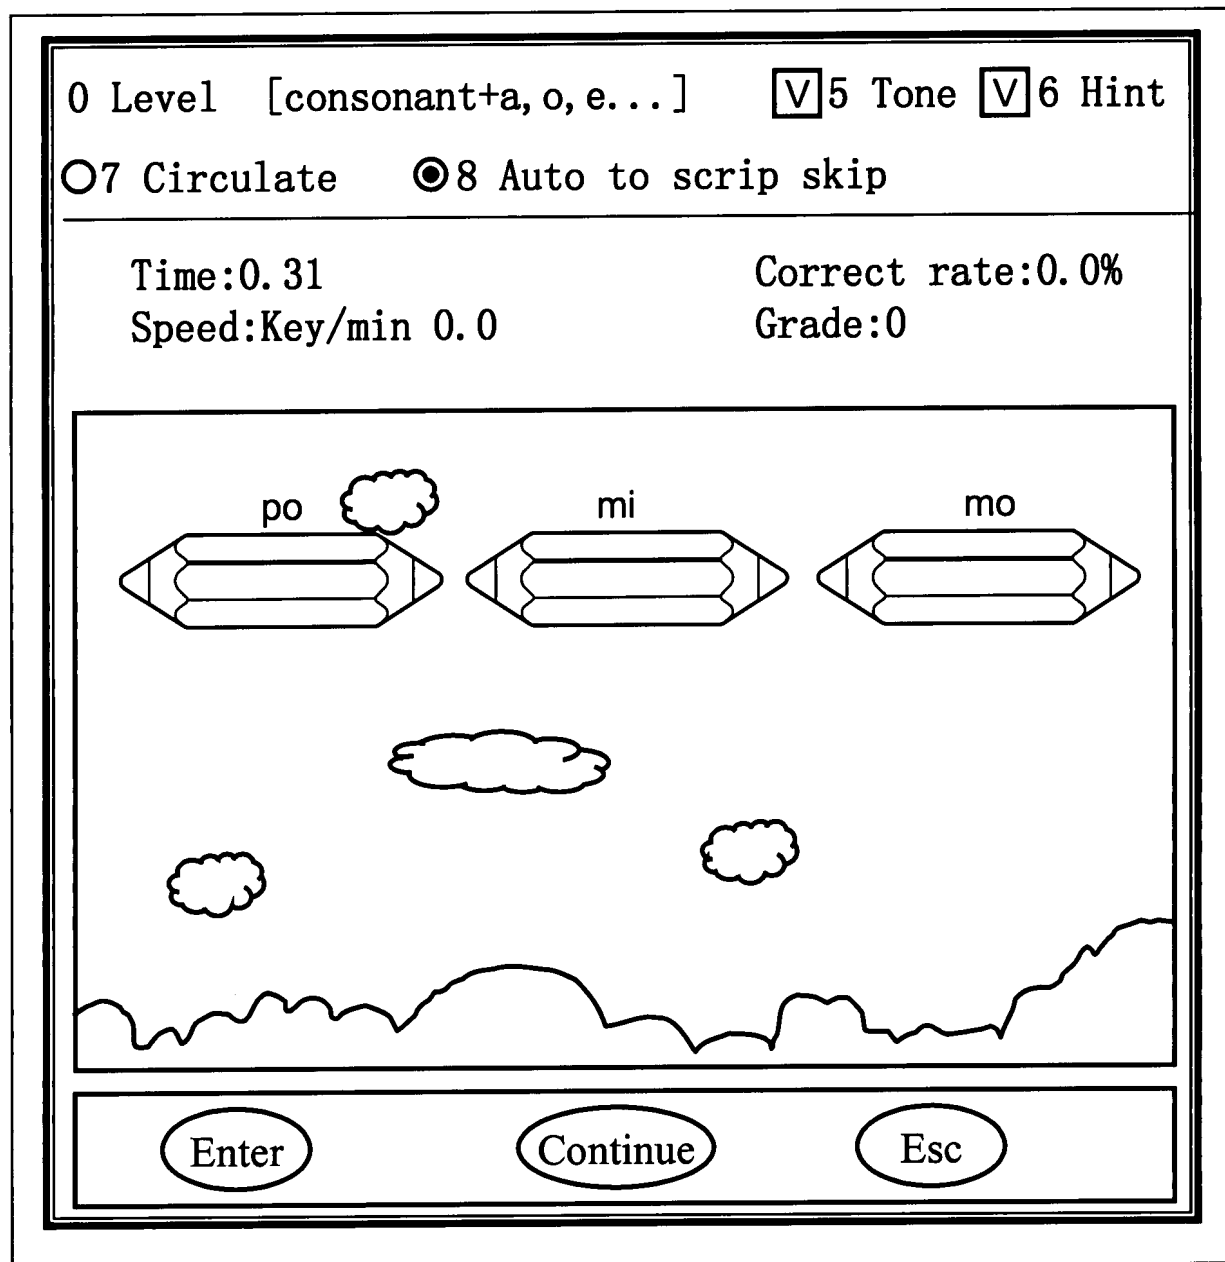 0 Level [consonant+a, o, e...] V 5 Tone V 6 Hint
7 Circulate 8 Auto to scrip skip
Time:0.31 Correct rate:0.0%
Speed:Key/min 0.0 Grade:0
po mi mo
Enter Continue Esc